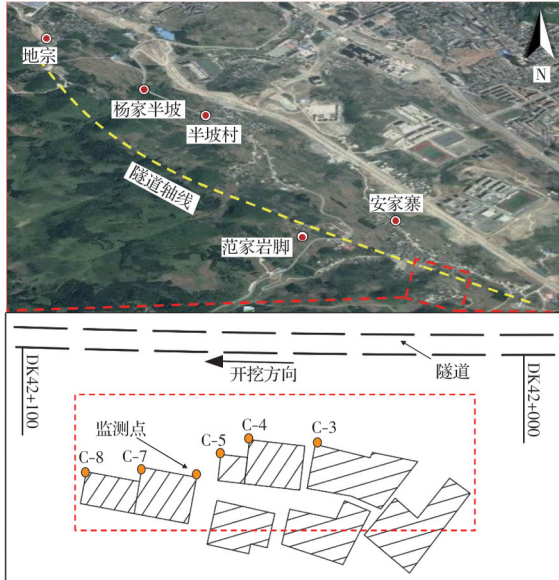 地宗
N
杨家半坡
半坡村
隧道轴线
安家寨
范家岩脚
DK42+100
开挖方向
隧道
DK42+000
监测点
C-8
C-7
C-5
C-4
C-3